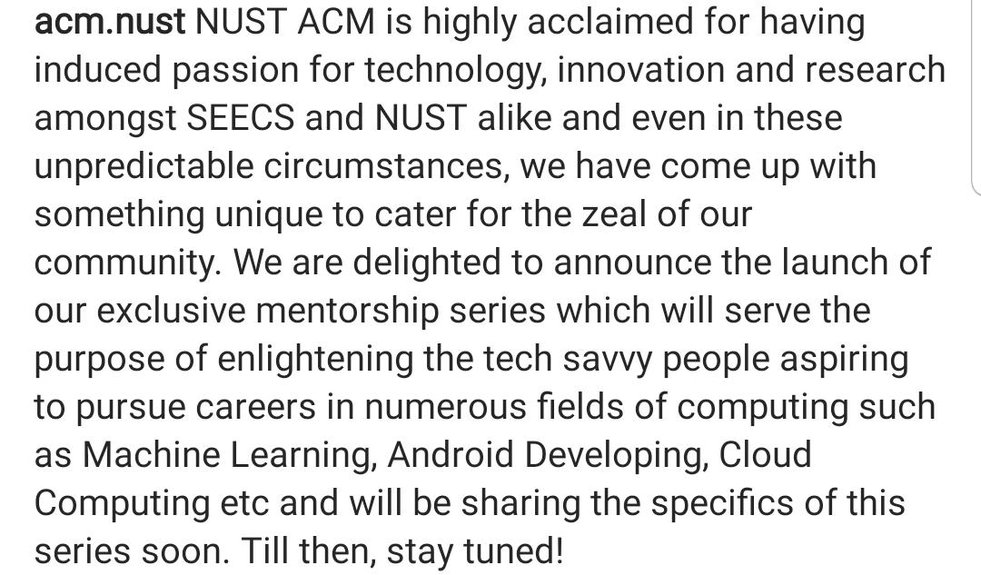 acm.nust NUST ACM is highly acclaimed for having
induced passion for technology, innovation and research
amongst SEECS and NUST alike and even in these
unpredictable circumstances, we have come up with
something unique to cater for the zeal of our
community. We are delighted to announce the launch of
our exclusive mentorship series which will serve the
purpose of enlightening the tech savvy people aspiring
to pursue careers in numerous fields of computing such
as Machine Learning, Android Developing, Cloud
Computing etc and will be sharing the specifics of this
series soon. Till then, stay tuned!